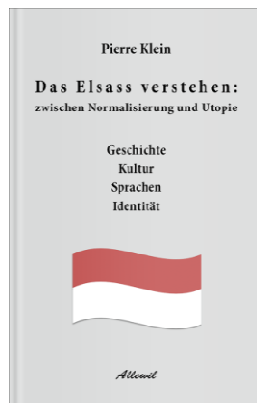 Pierre Klein
Das Elsass verstehen:
zwischen Normalisierung und Utopie
Geschichte
Kultur
Sprachen
Identität
Allewil